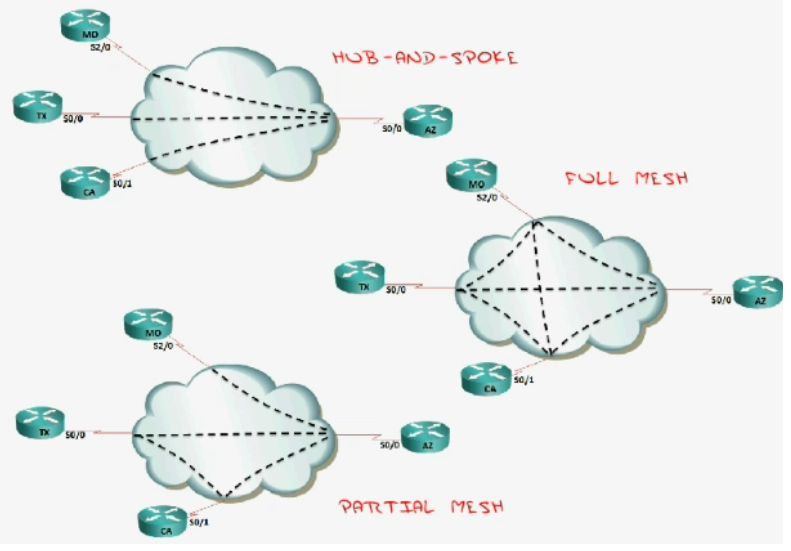 MO
S2/0
HUB-AND-SPOKE
TX
S0/0
S0/0
AZ
CA
S0/1
MO
S2/0
FULL MESH
TX
S0/0
S0/0
AZ
CA
S0/1
MO
S2/0
TX
S0/0
S0/0
AZ
CA
S0/1
PARTIAL MESH